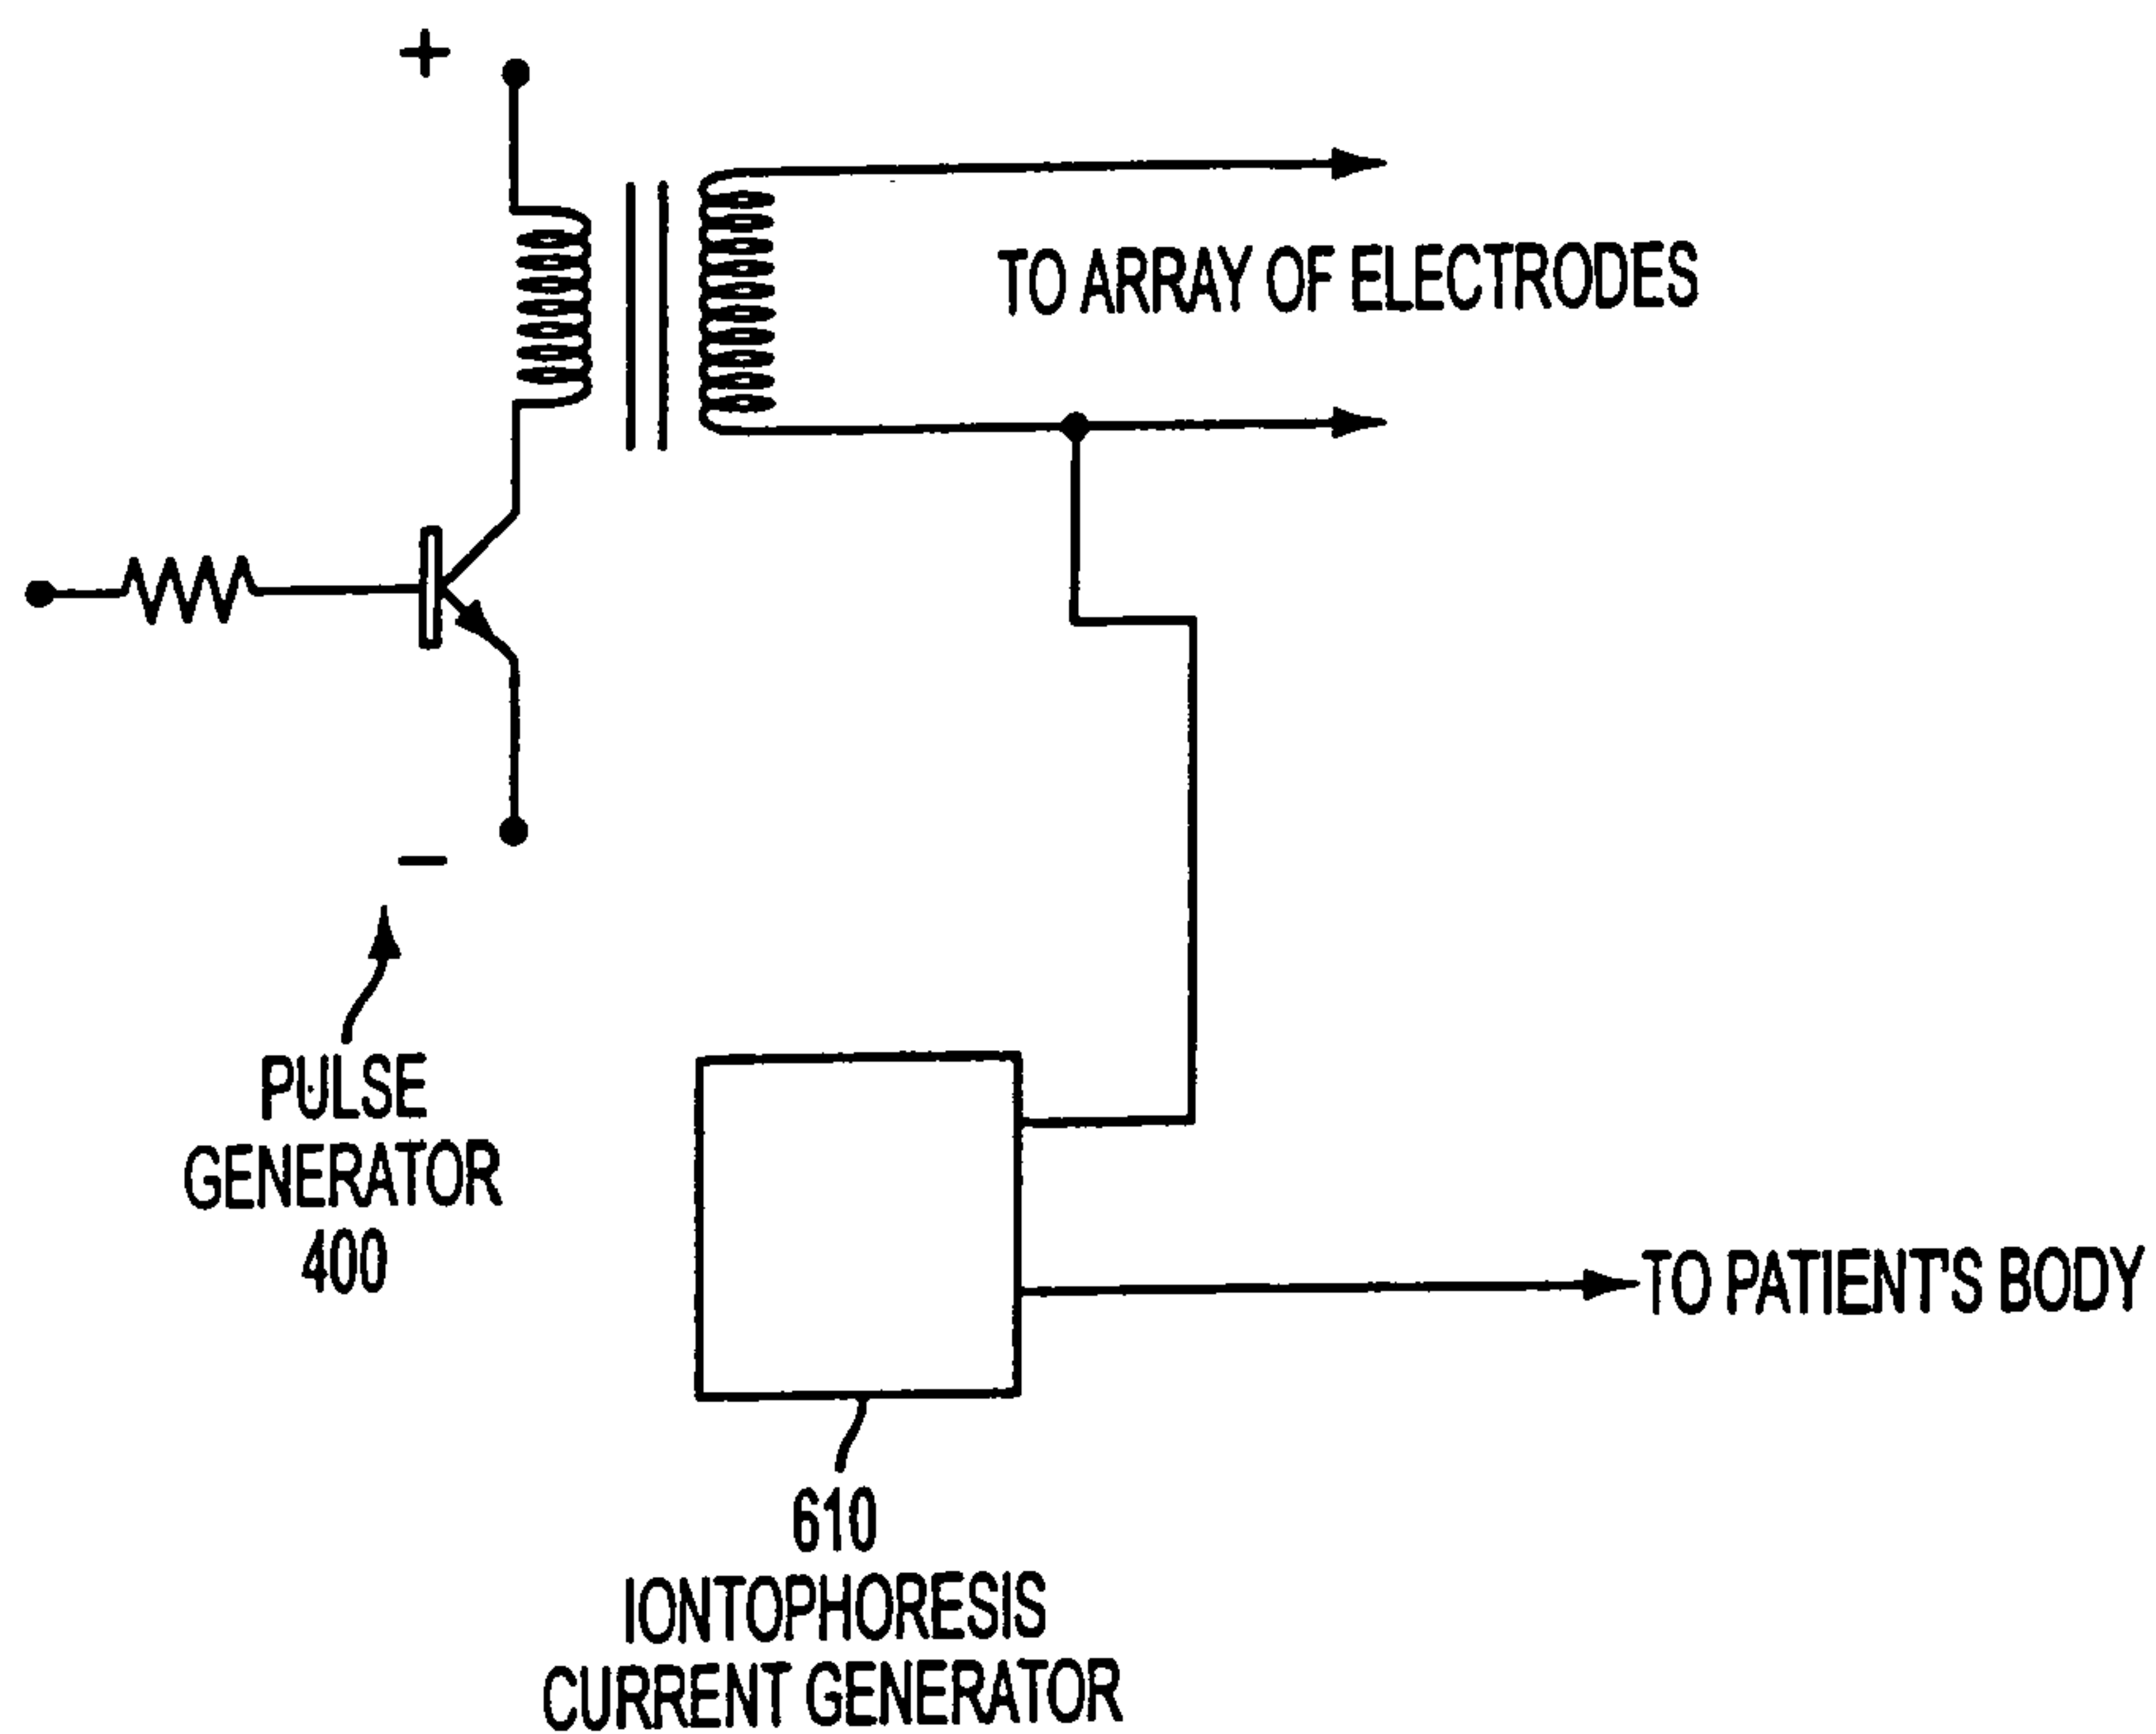 +
TO ARRAY OF ELECTRODES
−
PULSE
GENERATOR
400
TO PATIENT'S BODY
610
IONTOPHORESIS
CURRENT GENERATOR